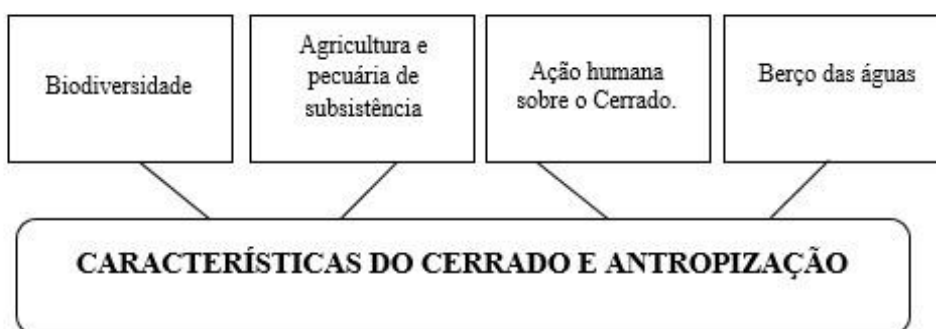 Biodiversidade
Agricultura e
pecuária de
subsistência
Ação humana
sobre o Cerrado.
Berço das águas
CARACTERÍSTICAS DO CERRADO E ANTROPIZAÇÃO